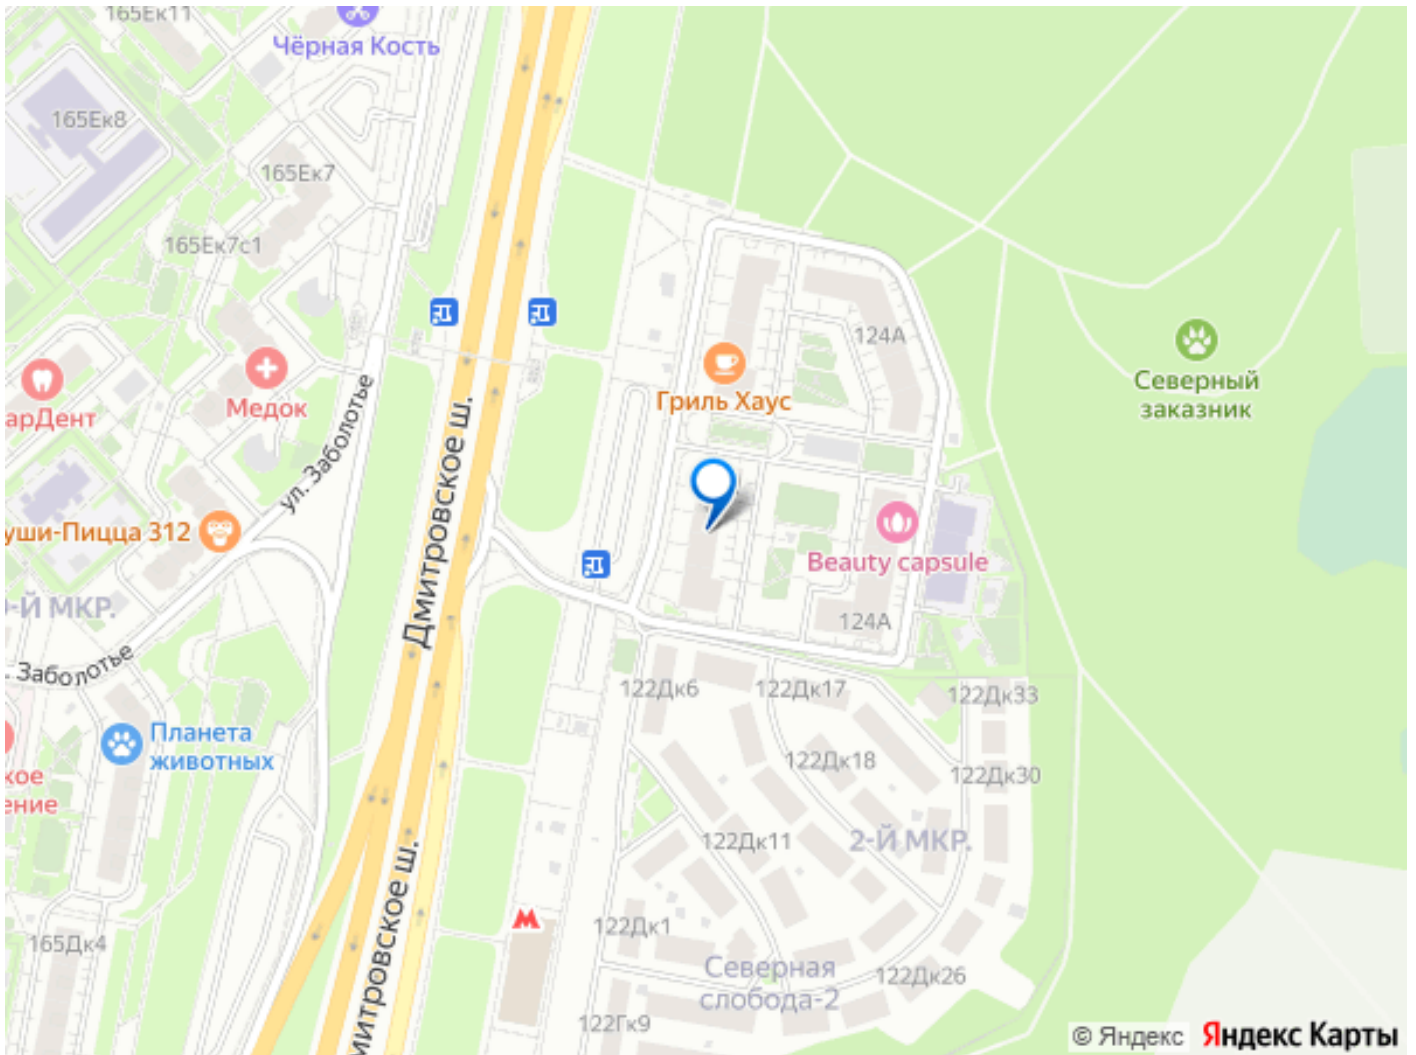 165Ек11
Чёрная Кость
165Ек8
165Ек7
165Ек7с1
124А
Северный
заказник
Гриль Хаус
Медок
арДент
ул. Заболотье
Дмитровское ш.
уши-Пицца 312
Beauty capsule
-Й МКР.
124А
Заболотье
122Дк6
122Дк17
122Дк33
Планета
животных
122Дк18
122Дк30
кое
ение
122Дк11
2-Й МКР.
Дмитровское ш.
122Дк1
165Дк4
Северная
слобода-2
122Дк26
122Гк9
© Яндекс
Яндекс Карты